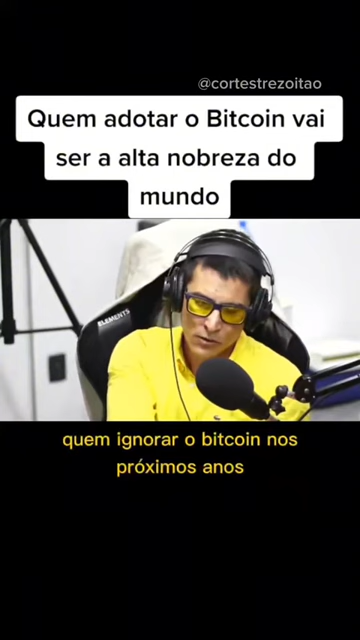 @cortestrezoitao
Quem adotar o Bitcoin vai
ser a alta nobreza do
mundo
ELEMENTS
quem ignorar o bitcoin nos
próximos anos